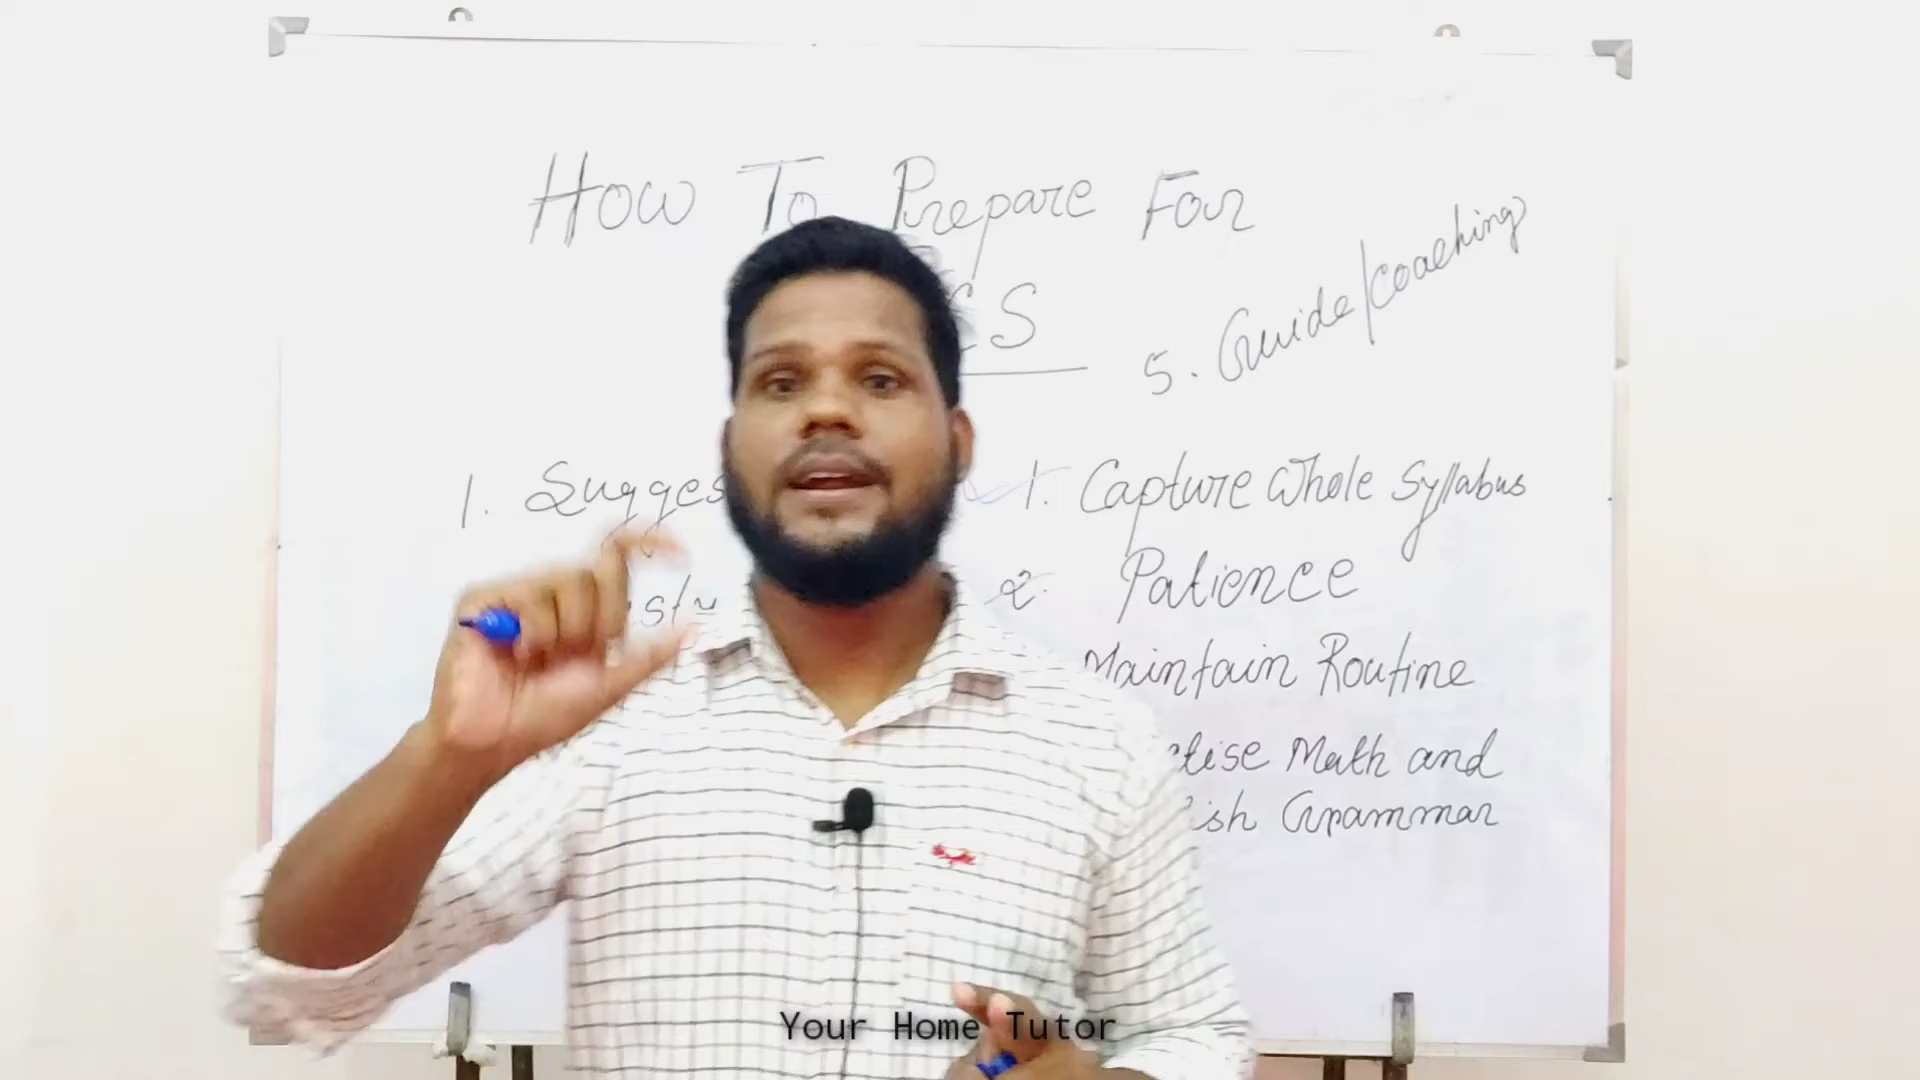 How To Prepare For
CS
5. Guide/coaching
1. Sugges
1. Capture Whole Syllabus
2. Patience
Maintain Routine
ctise Math and
ish Grammar
Your Home Tutor